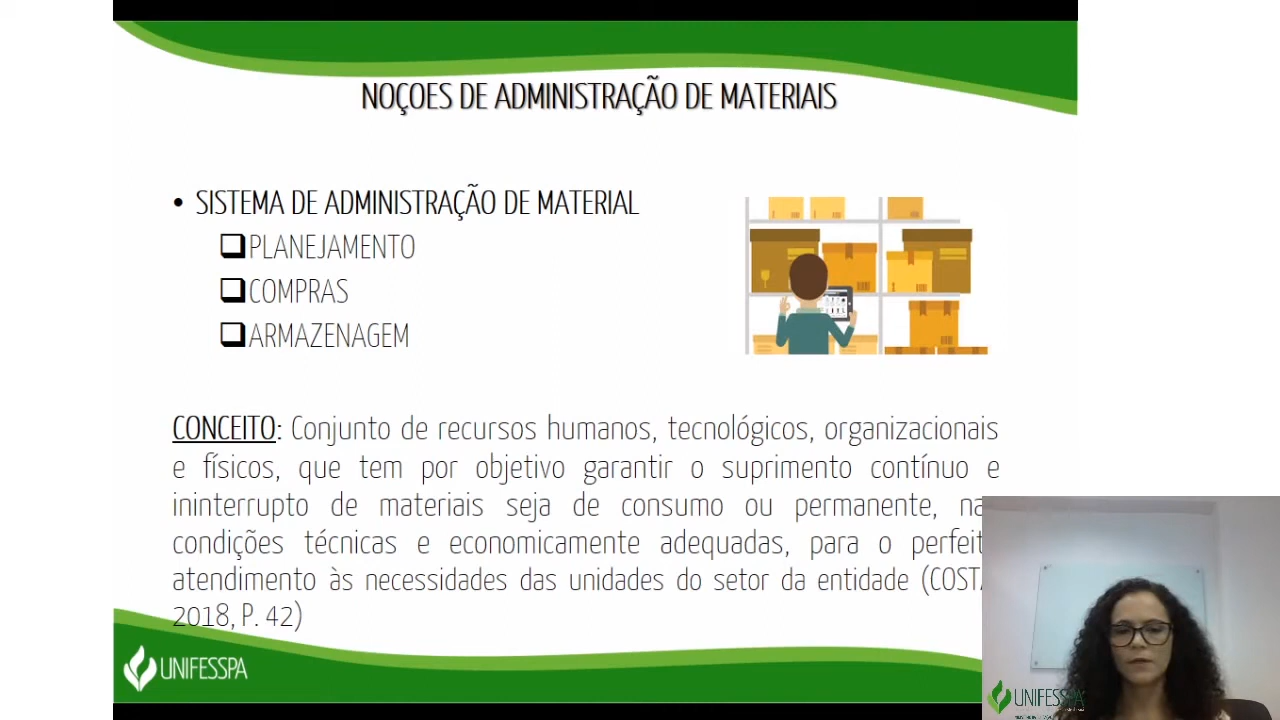 NOÇOES DE ADMINISTRAÇÃO DE MATERIAIS
• SISTEMA DE ADMINISTRAÇÃO DE MATERIAL
❑PLANEJAMENTO
❑COMPRAS
❑ARMAZENAGEM
CONCEITO: Conjunto de recursos humanos, tecnológicos, organizacionais
e físicos, que tem por objetivo garantir o suprimento contínuo e
ininterrupto de materiais seja de consumo ou permanente,
condições técnicas e economicamente adequadas, para o
atendimento às necessidades das unidades do setor da entidade
2018, P. 42)
UNIFESSPA
UNIFESSPA